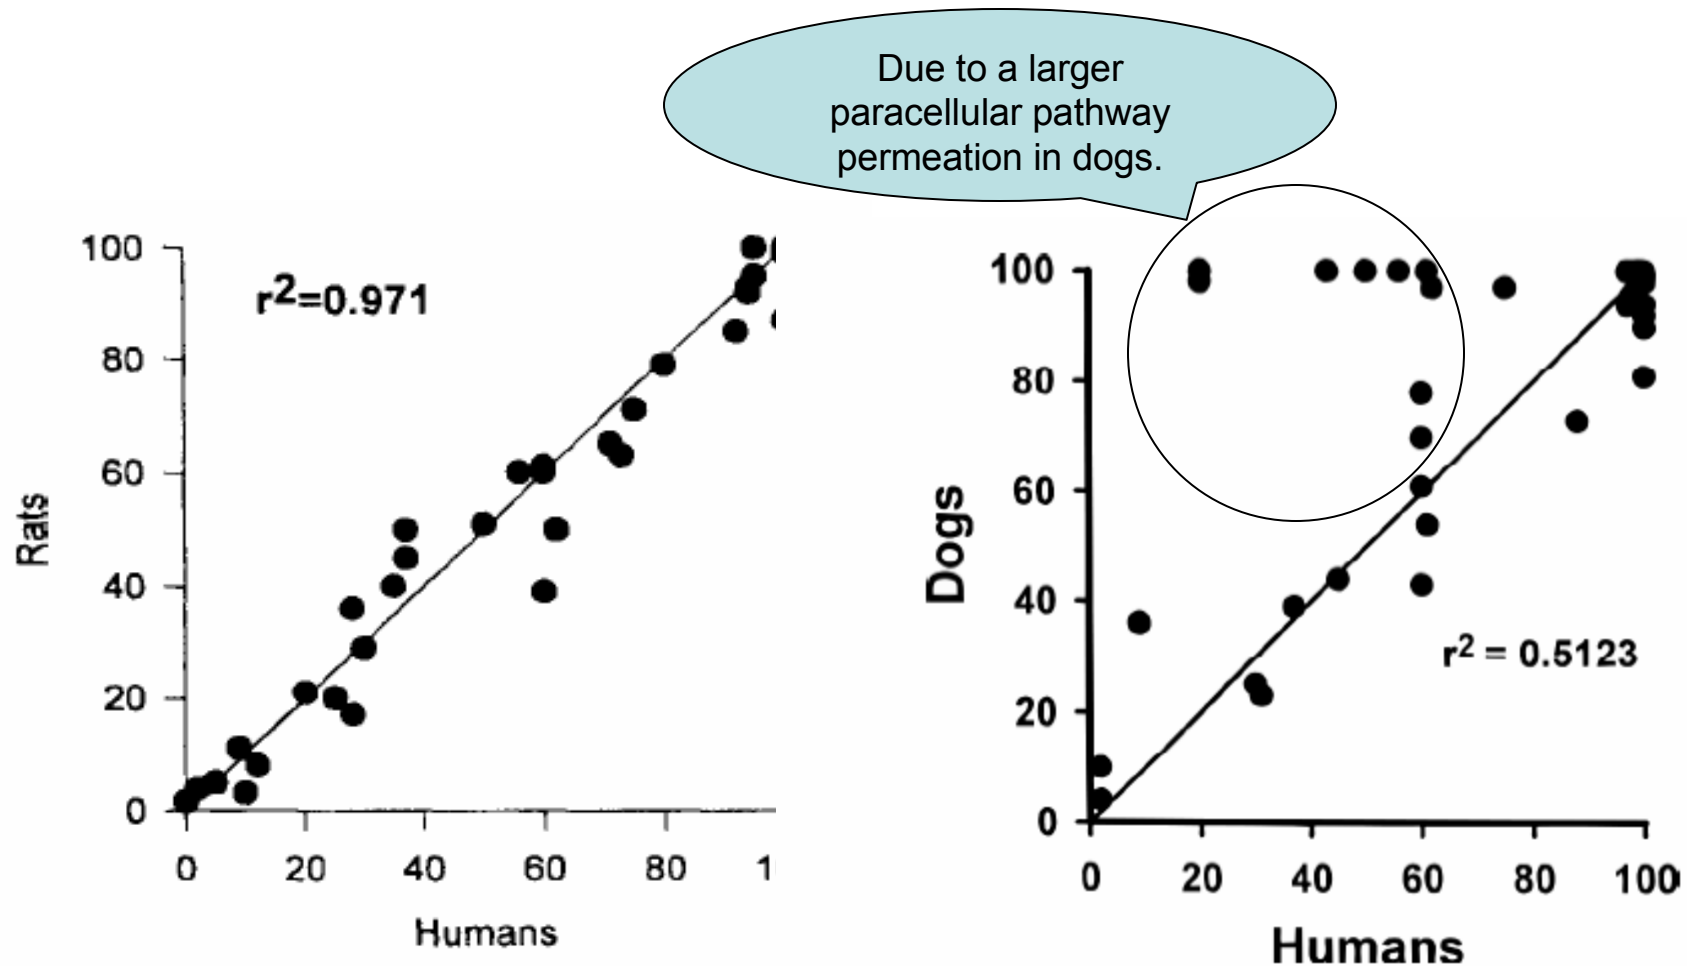 Due to a larger
paracellular pathway
permeation in dogs.
100
80
60
40
20
0
r²=0.971
Rats
0 20 40 60 80 1
Humans
100
80
60
40
20
0
Dogs
r² = 0.5123
0 20 40 60 80 100
Humans